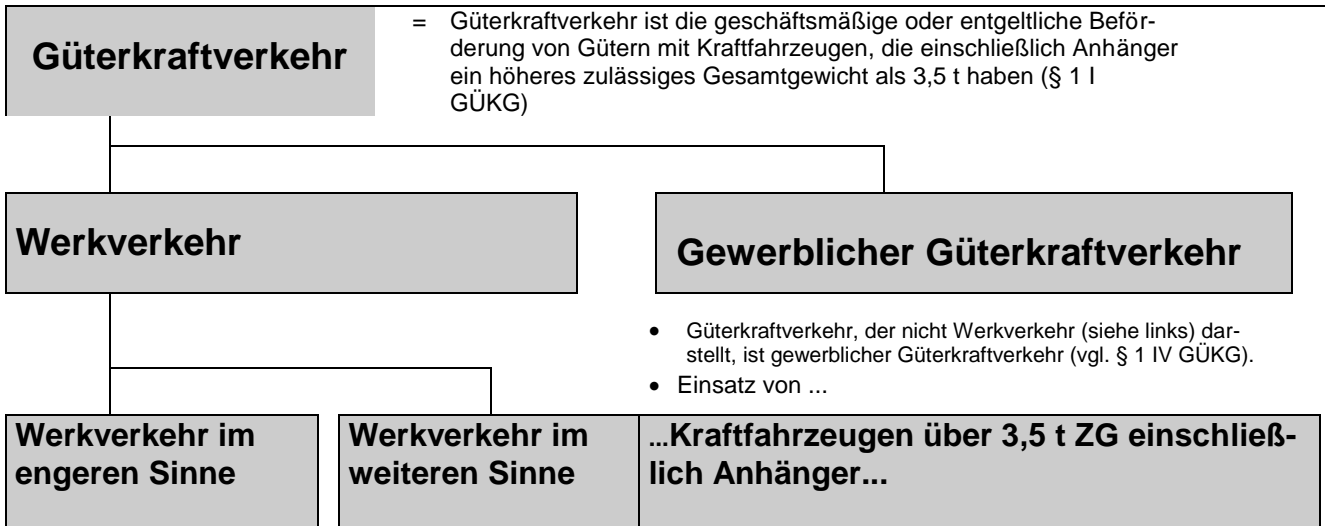 Güterkraftverkehr
= Güterkraftverkehr ist die geschäftsmäßige oder entgeltliche Beför-
derung von Gütern mit Kraftfahrzeugen, die einschließlich Anhänger
ein höheres zulässiges Gesamtgewicht als 3,5 t haben (§ 1 I
GÜKG)
Werkverkehr
Gewerblicher Güterkraftverkehr
• Güterkraftverkehr, der nicht Werkverkehr (siehe links) dar-
stellt, ist gewerblicher Güterkraftverkehr (vgl. § 1 IV GÜKG).
• Einsatz von ...
Werkverkehr im
engeren Sinne
Werkverkehr im
weiteren Sinne
...Kraftfahrzeugen über 3,5 t ZG einschließ-
lich Anhänger...